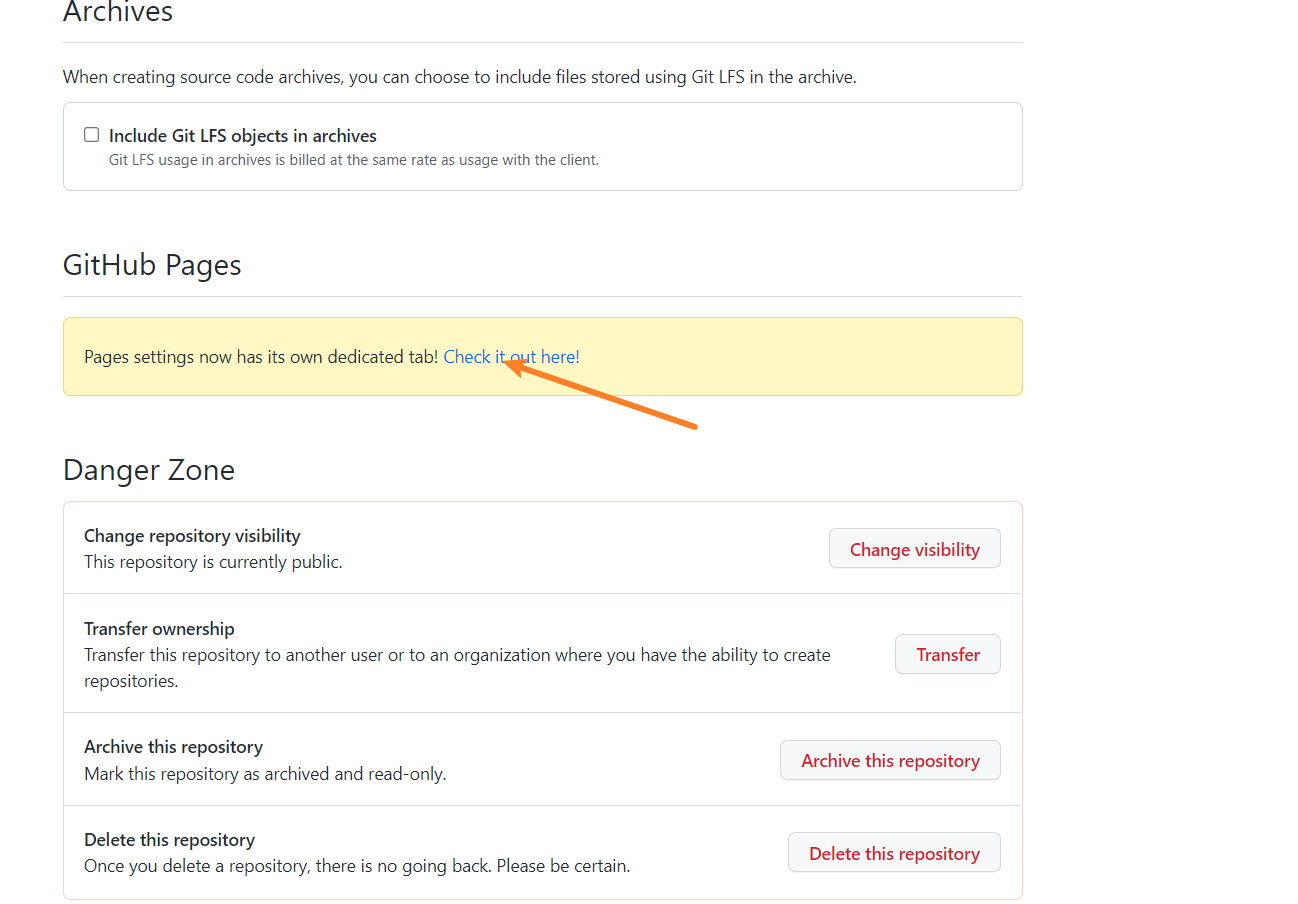 Archives
When creating source code archives, you can choose to include files stored using Git LFS in the archive.
Include Git LFS objects in archives
Git LFS usage in archives is billed at the same rate as usage with the client.
GitHub Pages
Pages settings now has its own dedicated tab! Check it out here!
Danger Zone
Change repository visibility
This repository is currently public.
Change visibility
Transfer ownership
Transfer this repository to another user or to an organization where you have the ability to create
repositories.
Transfer
Archive this repository
Mark this repository as archived and read-only.
Archive this repository
Delete this repository
Once you delete a repository, there is no going back. Please be certain.
Delete this repository